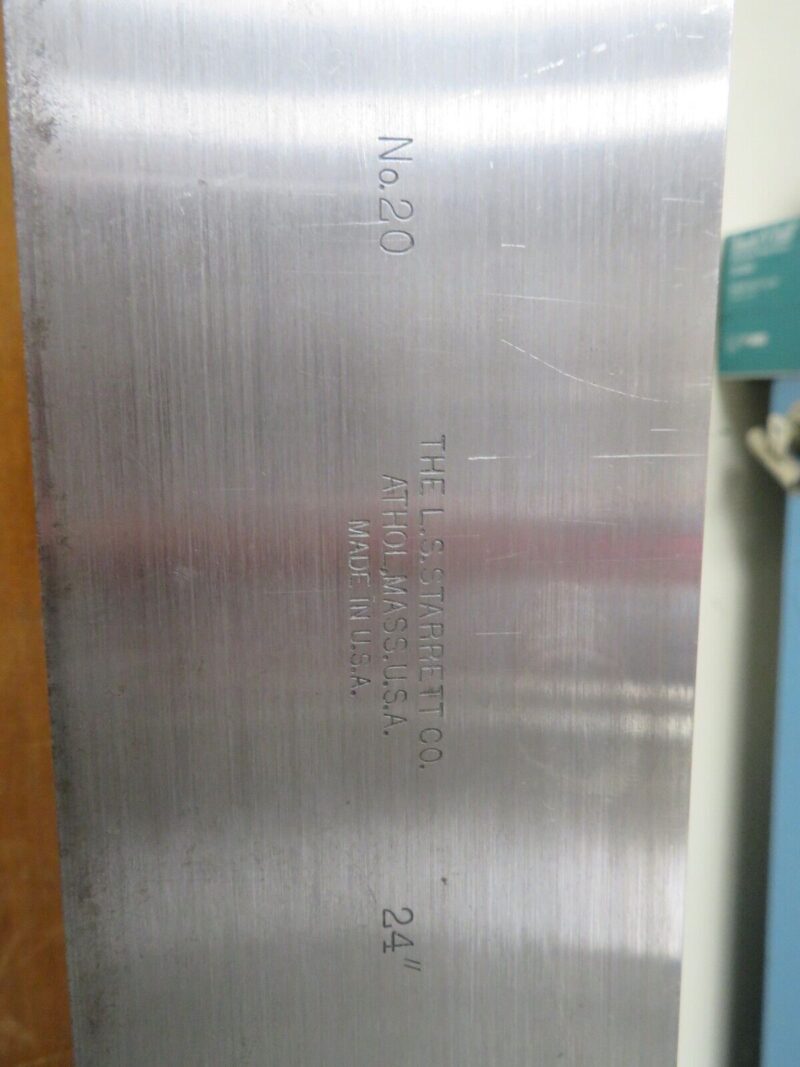 No. 20
THE L.S. STARRETT CO.
ATHOL, MASS. U.S.A.
MADE IN U.S.A.
24"